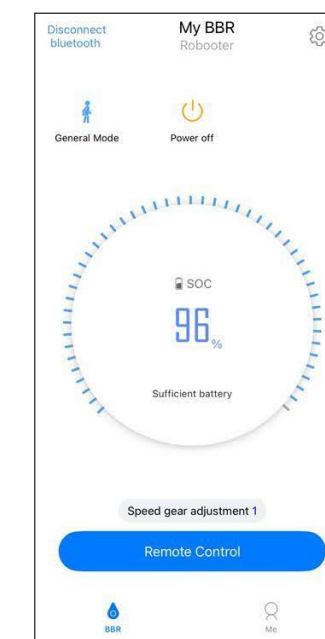 Disconnect
bluetooth
My BBR
Robooter
General Mode
Power off
SOC
96%
Sufficient battery
Speed gear adjustment 1
Remote Control
BBR
Me